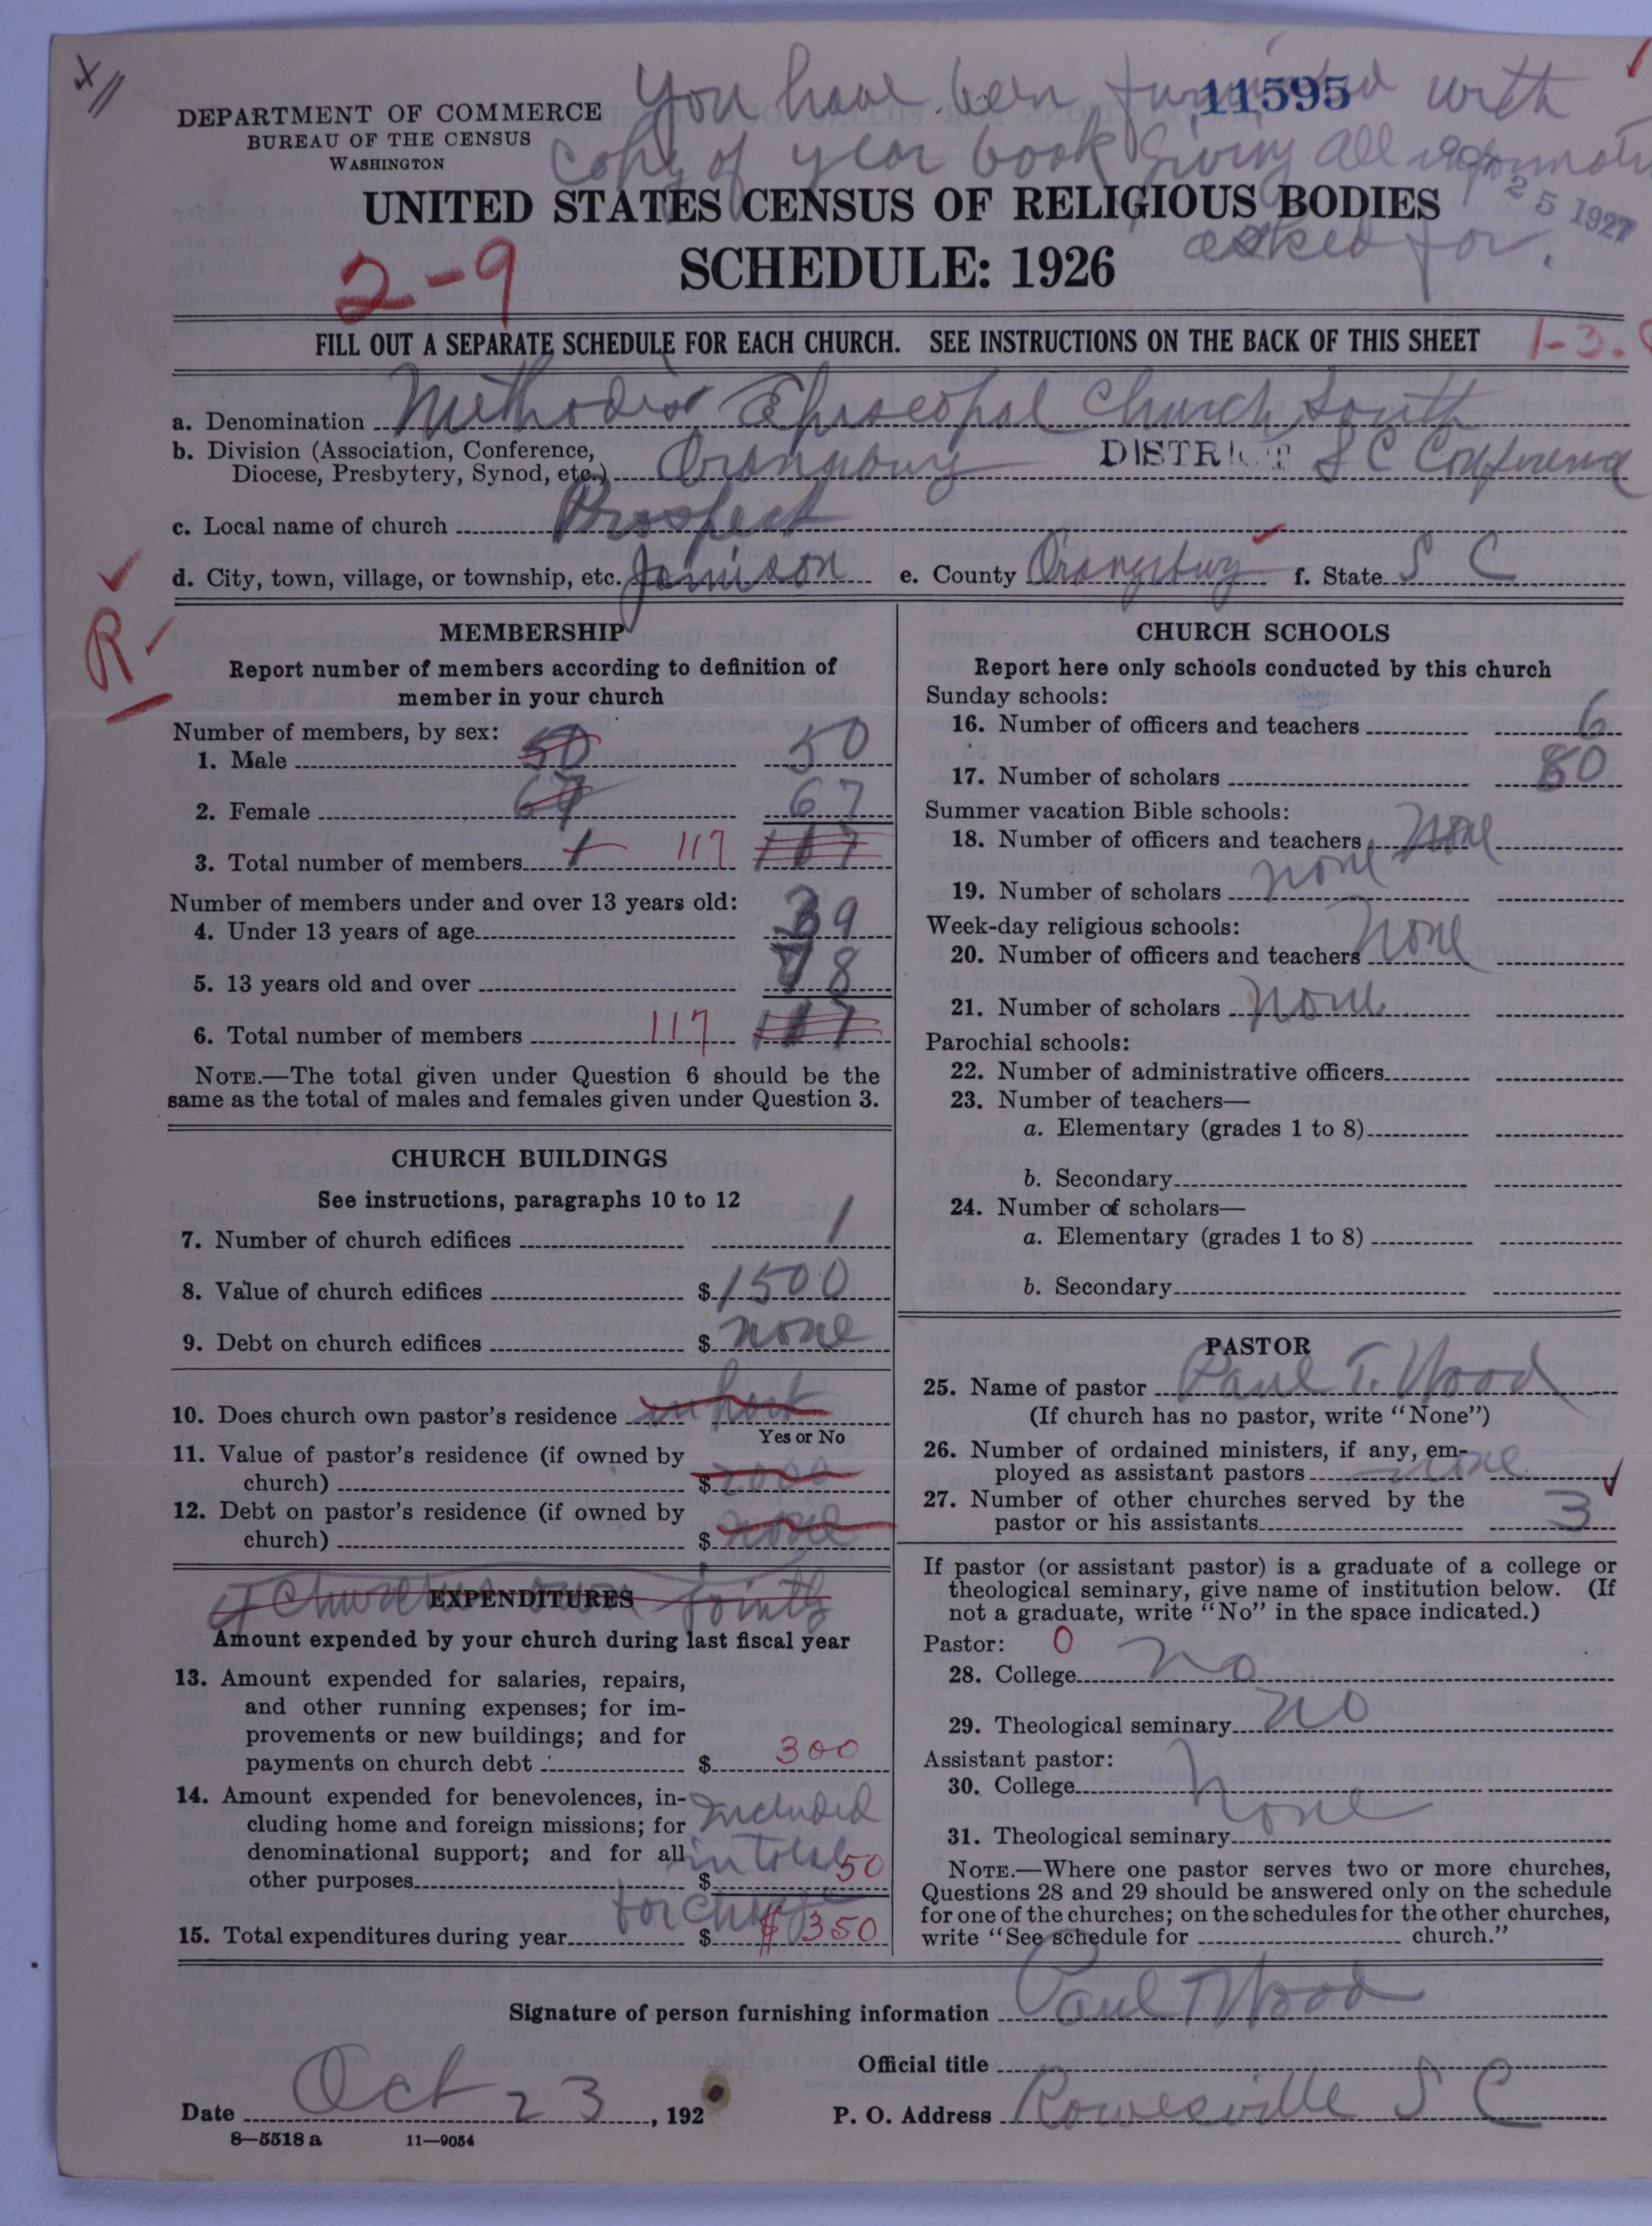 You have been furnished with
11595
copy of year book giving all information
asked for.
25 1927
DEPARTMENT OF COMMERCE
BUREAU OF THE CENSUS
WASHINGTON
UNITED STATES CENSUS OF RELIGIOUS BODIES
2-9
SCHEDULE: 1926
FILL OUT A SEPARATE SCHEDULE FOR EACH CHURCH. SEE INSTRUCTIONS ON THE BACK OF THIS SHEET
1-3.
a. Denomination Methodist Episcopal Church South
b. Division (Association, Conference,
Diocese, Presbytery, Synod, etc.) Orangburg DISTRICT S C Conference
c. Local name of church Prospect
d. City, town, village, or township, etc. Jamison e. County Orangsburg f. State S C
R
MEMBERSHIP
Report number of members according to definition of
member in your church
Number of members, by sex:
1. Male 50 50
2. Female 67 67
3. Total number of members 117 117
Number of members under and over 13 years old:
4. Under 13 years of age 39
5. 13 years old and over 78
6. Total number of members 117 117
NOTE.—The total given under Question 6 should be the
same as the total of males and females given under Question 3.
CHURCH BUILDINGS
See instructions, paragraphs 10 to 12
7. Number of church edifices 1
8. Value of church edifices $ 1500
9. Debt on church edifices $ none
10. Does church own pastor's residence in part
Yes or No
11. Value of pastor's residence (if owned by
church) $ 2000
12. Debt on pastor's residence (if owned by
church) $ none
4 Churches own jointly
EXPENDITURES
Amount expended by your church during last fiscal year
13. Amount expended for salaries, repairs,
and other running expenses; for im-
provements or new buildings; and for
payments on church debt $ 300
14. Amount expended for benevolences, in-
cluding home and foreign missions; for
denominational support; and for all
other purposes $ 50
included
in total
for charge
15. Total expenditures during year $ $350
CHURCH SCHOOLS
Report here only schools conducted by this church
Sunday schools:
16. Number of officers and teachers 6
17. Number of scholars 80
Summer vacation Bible schools:
18. Number of officers and teachers none
19. Number of scholars none
Week-day religious schools:
20. Number of officers and teachers none
21. Number of scholars none
Parochial schools:
22. Number of administrative officers
23. Number of teachers—
a. Elementary (grades 1 to 8)
b. Secondary
24. Number of scholars—
a. Elementary (grades 1 to 8)
b. Secondary
PASTOR
25. Name of pastor Paul T. Wood
(If church has no pastor, write "None")
26. Number of ordained ministers, if any, em-
ployed as assistant pastors none
27. Number of other churches served by the
pastor or his assistants 3
If pastor (or assistant pastor) is a graduate of a college or
theological seminary, give name of institution below. (If
not a graduate, write "No" in the space indicated.)
Pastor: 0
28. College no
29. Theological seminary no
Assistant pastor:
30. College none
31. Theological seminary
NOTE.—Where one pastor serves two or more churches,
Questions 28 and 29 should be answered only on the schedule
for one of the churches; on the schedules for the other churches,
write "See schedule for church."
Signature of person furnishing information Paul T Wood
Official title
Date Oct 23, 192 P. O. Address Rowesville S C
8—5518 a 11—9054